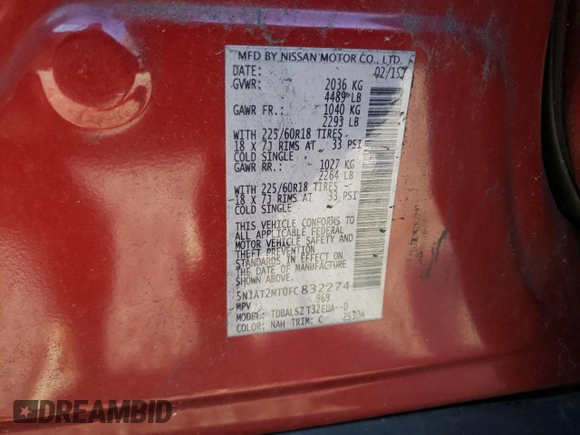 MFD BY NISSAN MOTOR CO., LTD.
DATE: 02/15
GVWR: 2036 KG
4489 LB
GAWR FR.: 1040 KG
2293 LB
WITH 225/60R18 TIRES
18 X 7J RIMS AT 33 PSI
COLD SINGLE
GAWR RR.: 1027 KG
2264 LB
WITH 225/60R18 TIRES
18 X 7J RIMS AT 33 PSI
COLD SINGLE
THIS VEHICLE CONFORMS TO
ALL APPLICABLE FEDERAL
MOTOR VEHICLE SAFETY AND
THEFT PREVENTION
STANDARDS IN EFFECT ON
THE DATE OF MANUFACTURE
5N1AT2MT0FC832274
MPV 969
MODEL: TDBALSZT32EUA--D
COLOR: NAH TRIM: C
DREAMBID